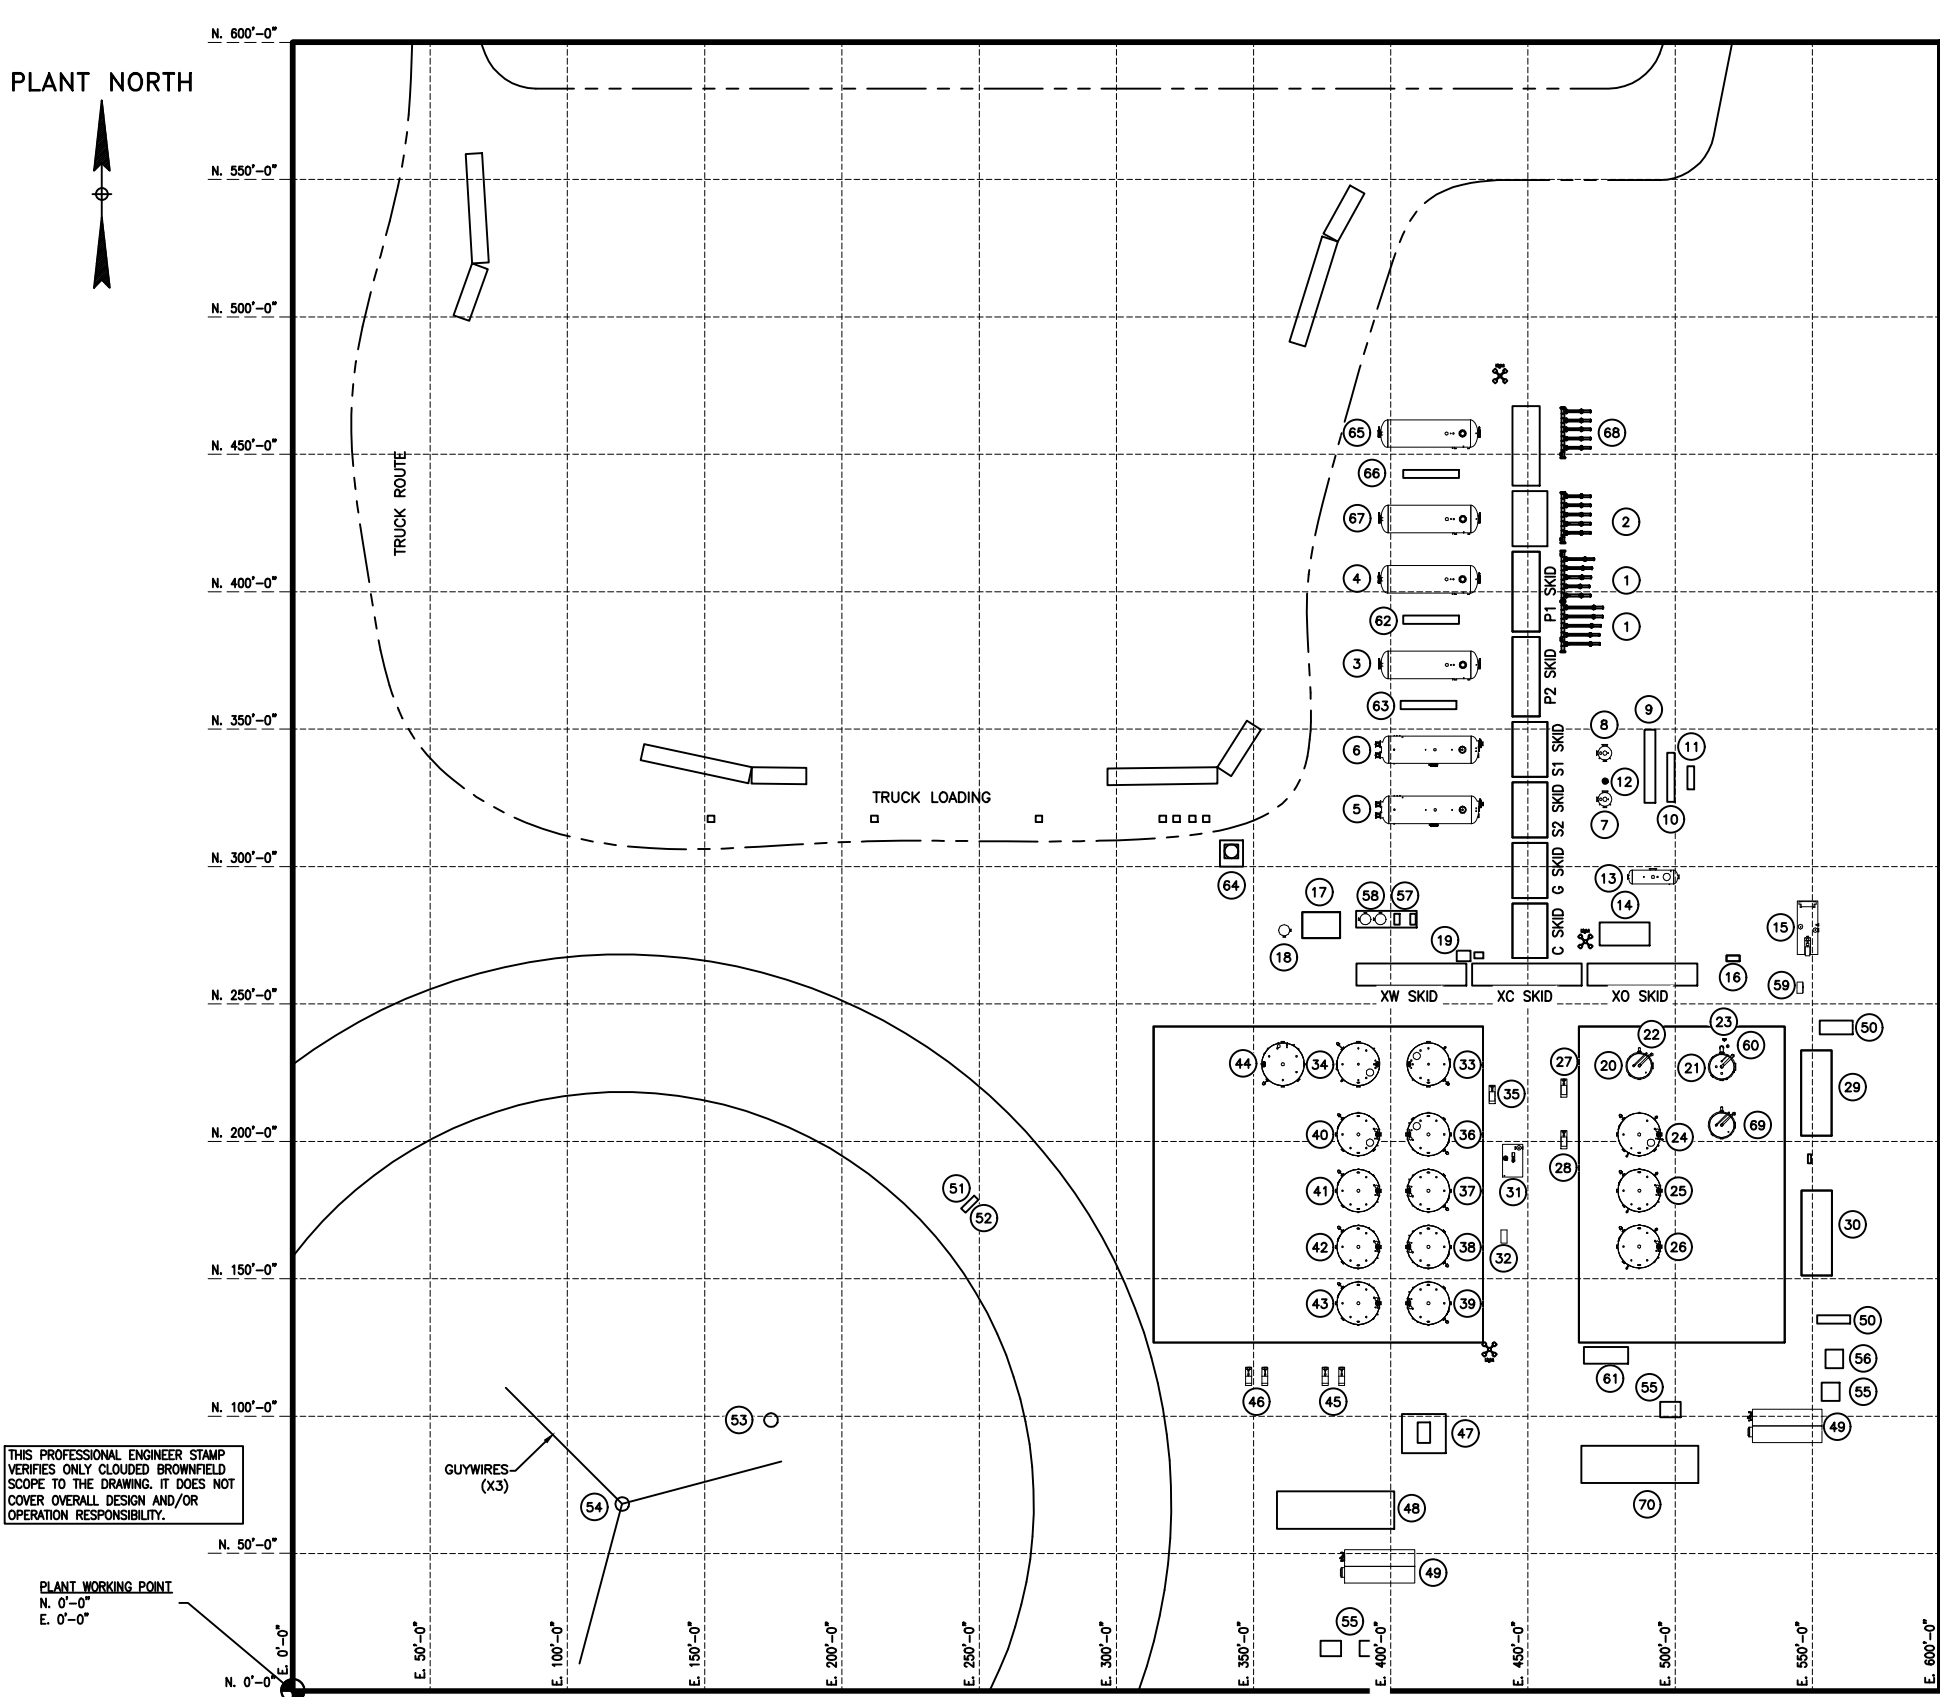 N. 600'-0"
PLANT NORTH
N. 550'-0"
N. 500'-0"
N. 450'-0"
N. 400'-0"
N. 350'-0"
N. 300'-0"
N. 250'-0"
N. 200'-0"
N. 150'-0"
N. 100'-0"
N. 50'-0"
N. 0'-0"
TRUCK ROUTE
TRUCK LOADING
65
68
66
67
2
4
1
62
1
3
63
9
8
11
6
12
5
7
10
P1 SKID
P2 SKID
S1 SKID
S2 SKID
G SKID
C SKID
64
13
17
58
57
14
15
19
18
16
59
XW SKID
XC SKID
XO SKID
23
50
22
60
44
34
33
27
20
21
29
35
40
36
24
69
28
41
37
31
25
51
52
30
42
38
26
32
43
39
50
56
61
55
55
46
45
53
47
49
GUYWIRES
(X3)
54
48
70
49
55
THIS PROFESSIONAL ENGINEER STAMP
VERIFIES ONLY CLOUDED BROWNFIELD
SCOPE TO THE DRAWING. IT DOES NOT
COVER OVERALL DESIGN AND/OR
OPERATION RESPONSIBILITY.
PLANT WORKING POINT
N. 0'-0"
E. 0'-0"
E. 0'-0"
E. 50'-0"
E. 100'-0"
E. 150'-0"
E. 200'-0"
E. 250'-0"
E. 300'-0"
E. 350'-0"
E. 400'-0"
E. 450'-0"
E. 500'-0"
E. 550'-0"
E. 600'-0"